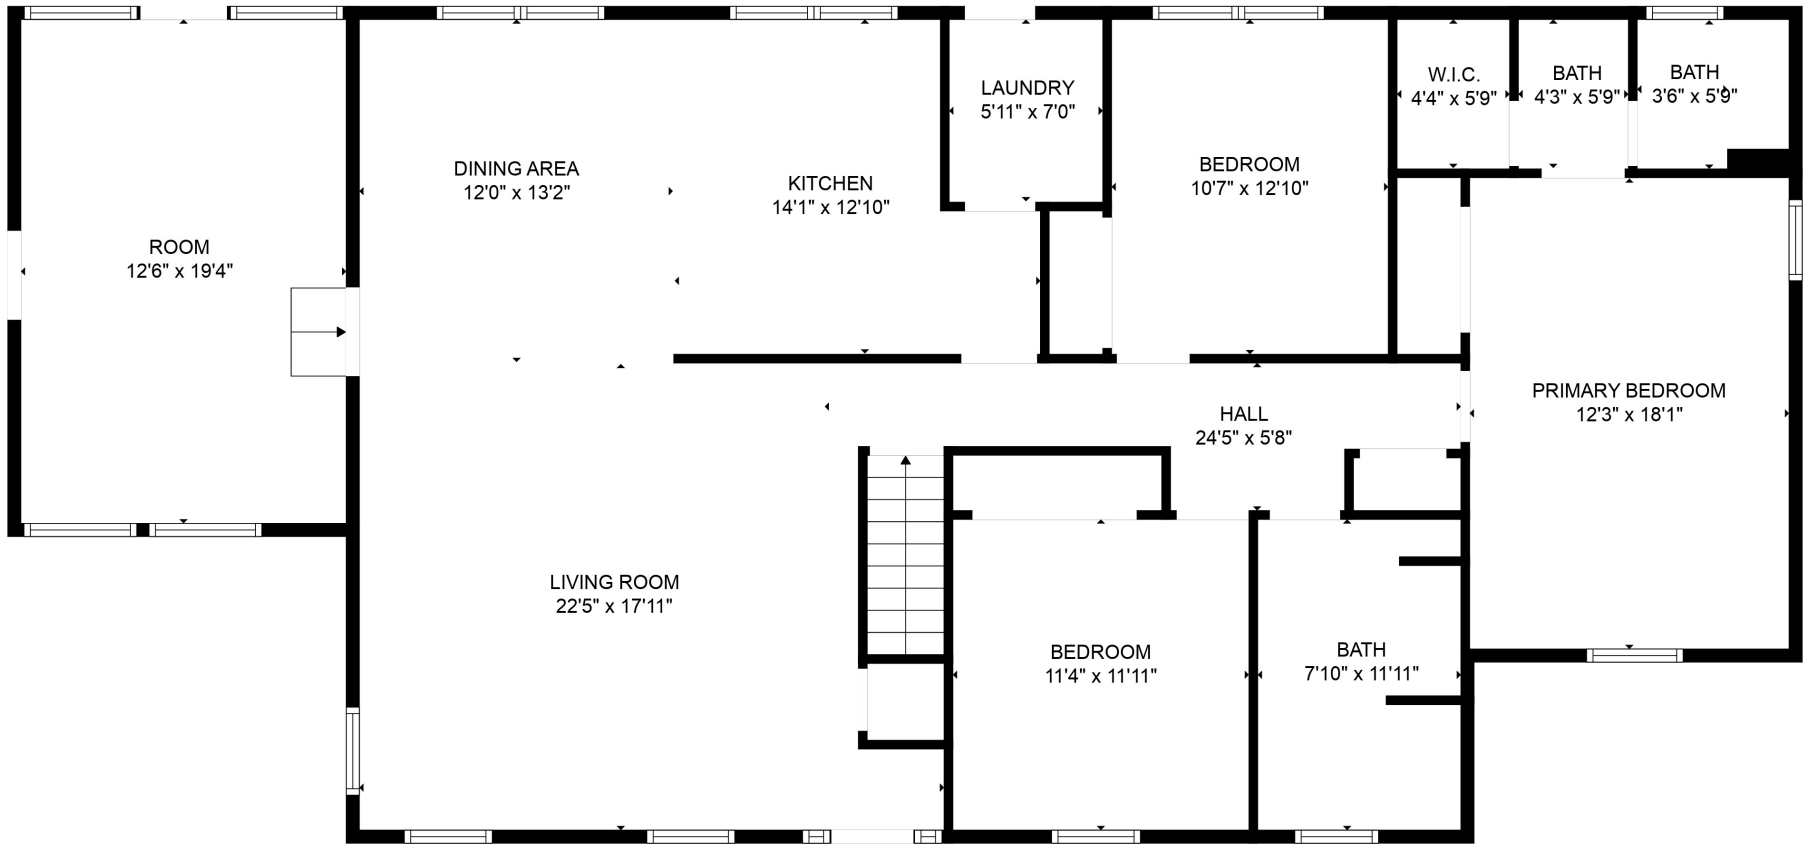 ROOM
12'6" x 19'4"
DINING AREA
12'0" x 13'2"
KITCHEN
14'1" x 12'10"
LAUNDRY
5'11" x 7'0"
BEDROOM
10'7" x 12'10"
W.I.C.
4'4" x 5'9"
BATH
4'3" x 5'9"
BATH
3'6" x 5'9"
PRIMARY BEDROOM
12'3" x 18'1"
HALL
24'5" x 5'8"
LIVING ROOM
22'5" x 17'11"
BEDROOM
11'4" x 11'11"
BATH
7'10" x 11'11"